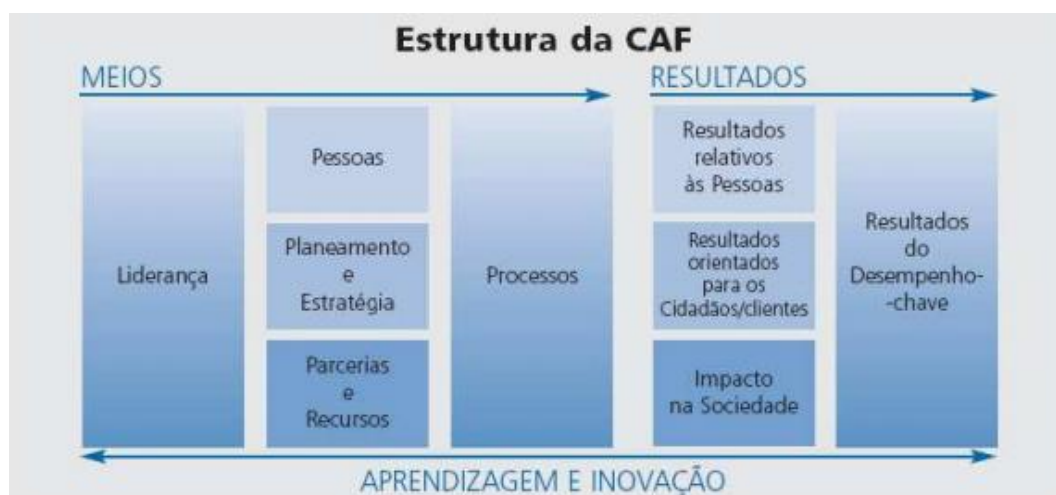 Estrutura da CAF
MEIOS
RESULTADOS
Liderança
Pessoas
Planeamento
e
Estratégia
Parcerias
e
Recursos
Processos
Resultados
relativos
às Pessoas
Resultados
orientados
para os
Cidadãos/clientes
Impacto
na Sociedade
Resultados
do
Desempenho-
-chave
APRENDIZAGEM E INOVAÇÃO